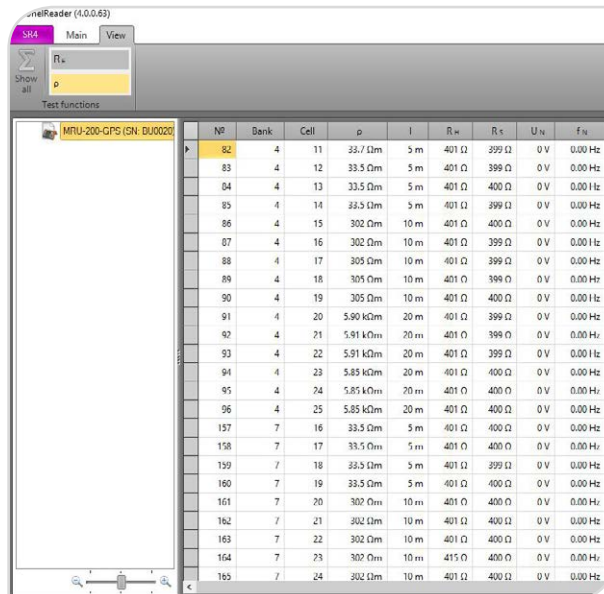 onelReader (4.0.0.63)
SR4 Main View
Show all
R
ρ
Test functions
MRU-200-GPS (SN: BU0020
№ Bank Cell ρ l R H R S U N f N
82 4 11 33.7 Ωm 5 m 401 Ω 399 Ω 0 V 0.00 Hz
83 4 12 33.5 Ωm 5 m 401 Ω 399 Ω 0 V 0.00 Hz
84 4 13 33.5 Ωm 5 m 401 Ω 400 Ω 0 V 0.00 Hz
85 4 14 33.5 Ωm 5 m 401 Ω 399 Ω 0 V 0.00 Hz
86 4 15 302 Ωm 10 m 401 Ω 400 Ω 0 V 0.00 Hz
87 4 16 302 Ωm 10 m 401 Ω 399 Ω 0 V 0.00 Hz
88 4 17 305 Ωm 10 m 401 Ω 399 Ω 0 V 0.00 Hz
89 4 18 305 Ωm 10 m 401 Ω 399 Ω 0 V 0.00 Hz
90 4 19 305 Ωm 10 m 401 Ω 400 Ω 0 V 0.00 Hz
91 4 20 5.90 kΩm 20 m 401 Ω 399 Ω 0 V 0.00 Hz
92 4 21 5.91 kΩm 20 m 401 Ω 399 Ω 0 V 0.00 Hz
93 4 22 5.91 kΩm 20 m 401 Ω 399 Ω 0 V 0.00 Hz
94 4 23 5.85 kΩm 20 m 401 Ω 400 Ω 0 V 0.00 Hz
95 4 24 5.85 kΩm 20 m 401 Ω 400 Ω 0 V 0.00 Hz
96 4 25 5.85 kΩm 20 m 401 Ω 400 Ω 0 V 0.00 Hz
157 7 16 33.5 Ωm 5 m 401 Ω 400 Ω 0 V 0.00 Hz
158 7 17 33.5 Ωm 5 m 401 Ω 400 Ω 0 V 0.00 Hz
159 7 18 33.5 Ωm 5 m 401 Ω 399 Ω 0 V 0.00 Hz
160 7 19 33.5 Ωm 5 m 401 Ω 400 Ω 0 V 0.00 Hz
161 7 20 302 Ωm 10 m 401 Ω 400 Ω 0 V 0.00 Hz
162 7 21 302 Ωm 10 m 401 Ω 400 Ω 0 V 0.00 Hz
163 7 22 302 Ωm 10 m 401 Ω 400 Ω 0 V 0.00 Hz
164 7 23 302 Ωm 10 m 415 Ω 400 Ω 0 V 0.00 Hz
165 7 24 302 Ωm 10 m 401 Ω 400 Ω 0 V 0.00 Hz